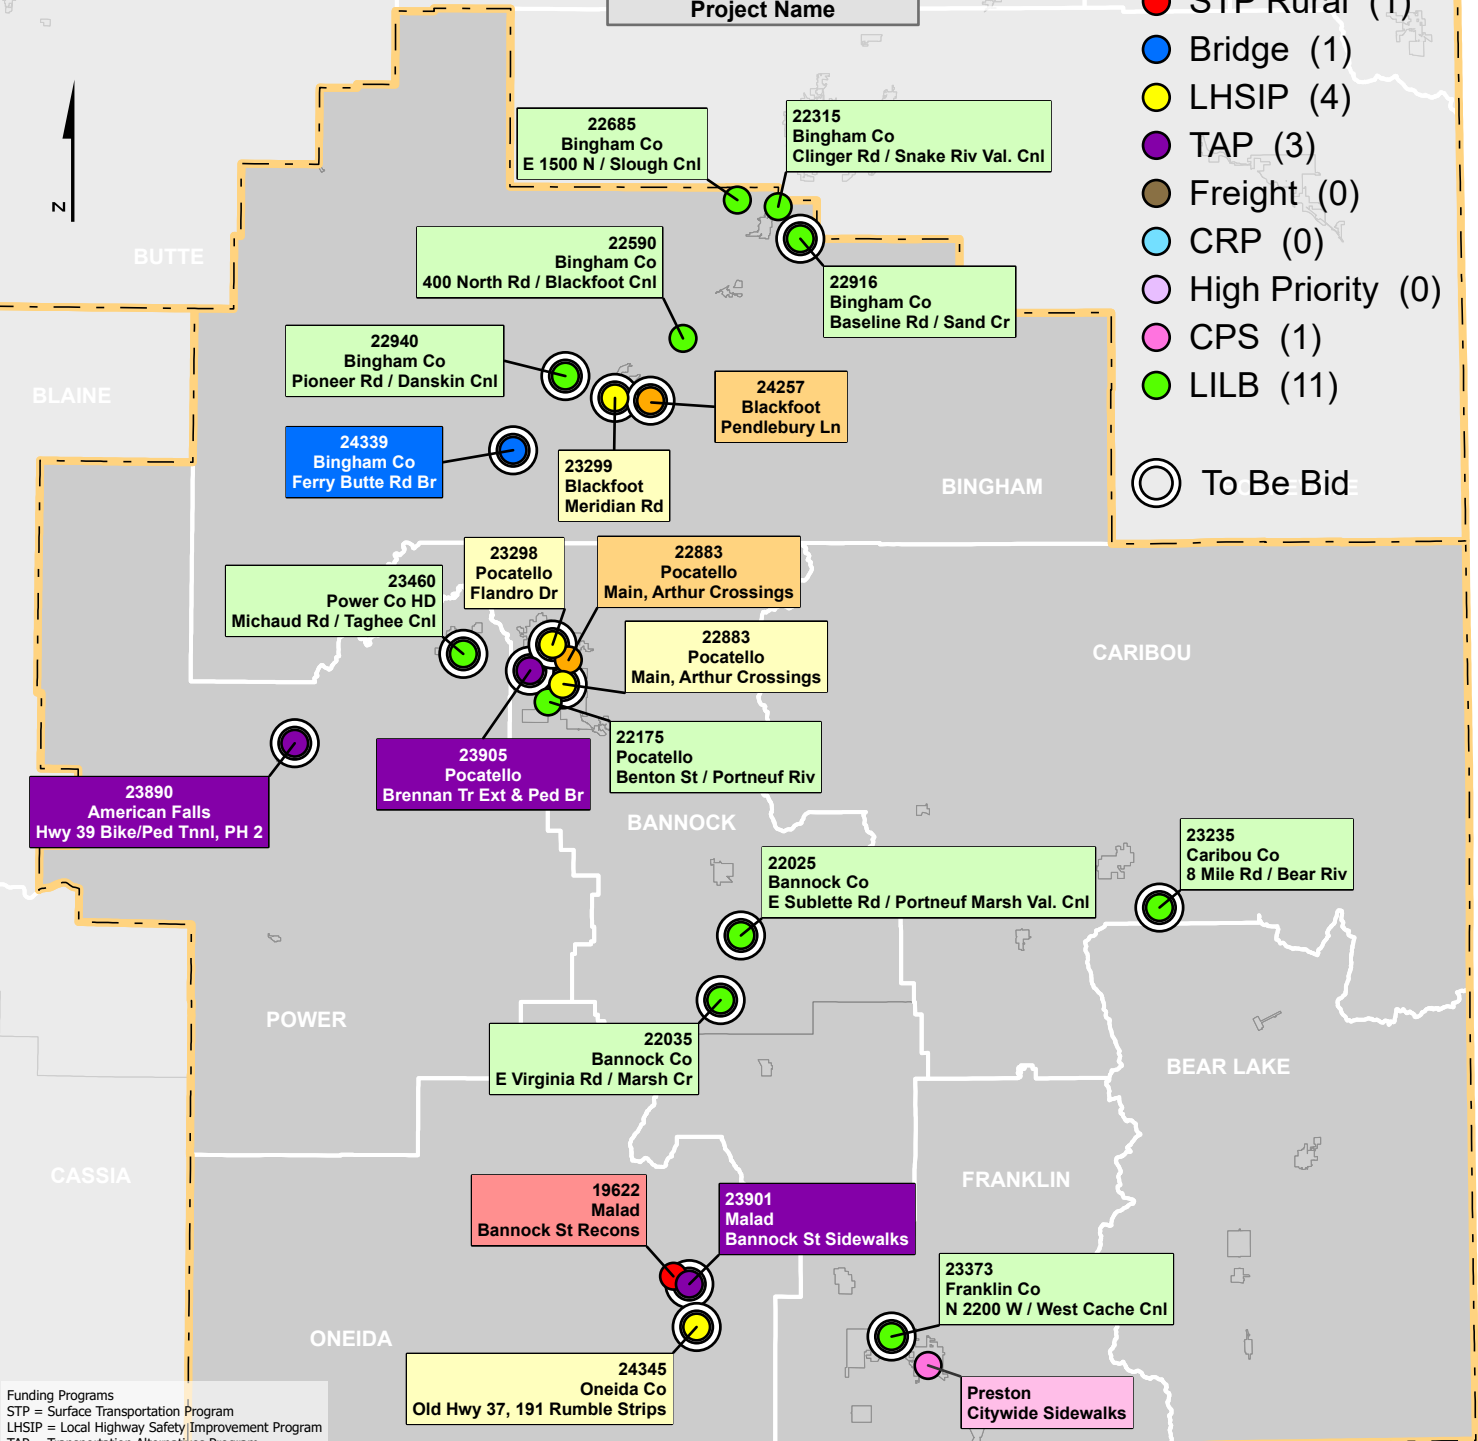 Project Name
STP Rural (1)
Bridge (1)
LHSIP (4)
TAP (3)
Freight (0)
CRP (0)
High Priority (0)
CPS (1)
LILB (11)
To Be Bid
N
BUTTE
BLAINE
BINGHAM
CARIBOU
BANNOCK
POWER
BEAR LAKE
CASSIA
FRANKLIN
ONEIDA
22685
Bingham Co
E 1500 N / Slough Cnl
22315
Bingham Co
Clinger Rd / Snake Riv Val. Cnl
22590
Bingham Co
400 North Rd / Blackfoot Cnl
22916
Bingham Co
Baseline Rd / Sand Cr
22940
Bingham Co
Pioneer Rd / Danskin Cnl
24257
Blackfoot
Pendlebury Ln
24339
Bingham Co
Ferry Butte Rd Br
23299
Blackfoot
Meridian Rd
23298
Pocatello
Flandro Dr
22883
Pocatello
Main, Arthur Crossings
23460
Power Co HD
Michaud Rd / Taghee Cnl
22883
Pocatello
Main, Arthur Crossings
22175
Pocatello
Benton St / Portneuf Riv
23905
Pocatello
Brennan Tr Ext & Ped Br
23890
American Falls
Hwy 39 Bike/Ped Tnnl, PH 2
23235
Caribou Co
8 Mile Rd / Bear Riv
22025
Bannock Co
E Sublette Rd / Portneuf Marsh Val. Cnl
22035
Bannock Co
E Virginia Rd / Marsh Cr
19622
Malad
Bannock St Recons
23901
Malad
Bannock St Sidewalks
23373
Franklin Co
N 2200 W / West Cache Cnl
24345
Oneida Co
Old Hwy 37, 191 Rumble Strips
Preston
Citywide Sidewalks
Funding Programs
STP = Surface Transportation Program
LHSIP = Local Highway Safety Improvement Program
TAP = Transportation Alternatives Program